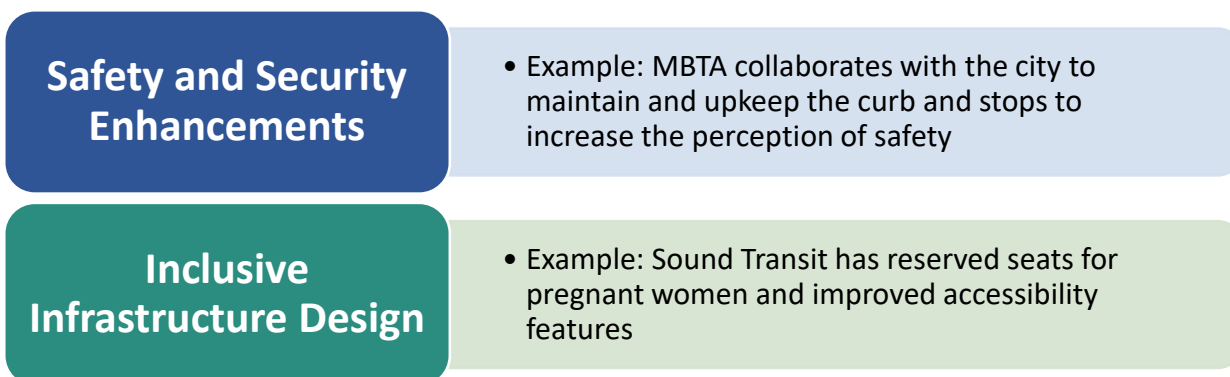 Safety and Security
Enhancements
• Example: MBTA collaborates with the city to
maintain and upkeep the curb and stops to
increase the perception of safety
Inclusive
Infrastructure Design
• Example: Sound Transit has reserved seats for
pregnant women and improved accessibility
features